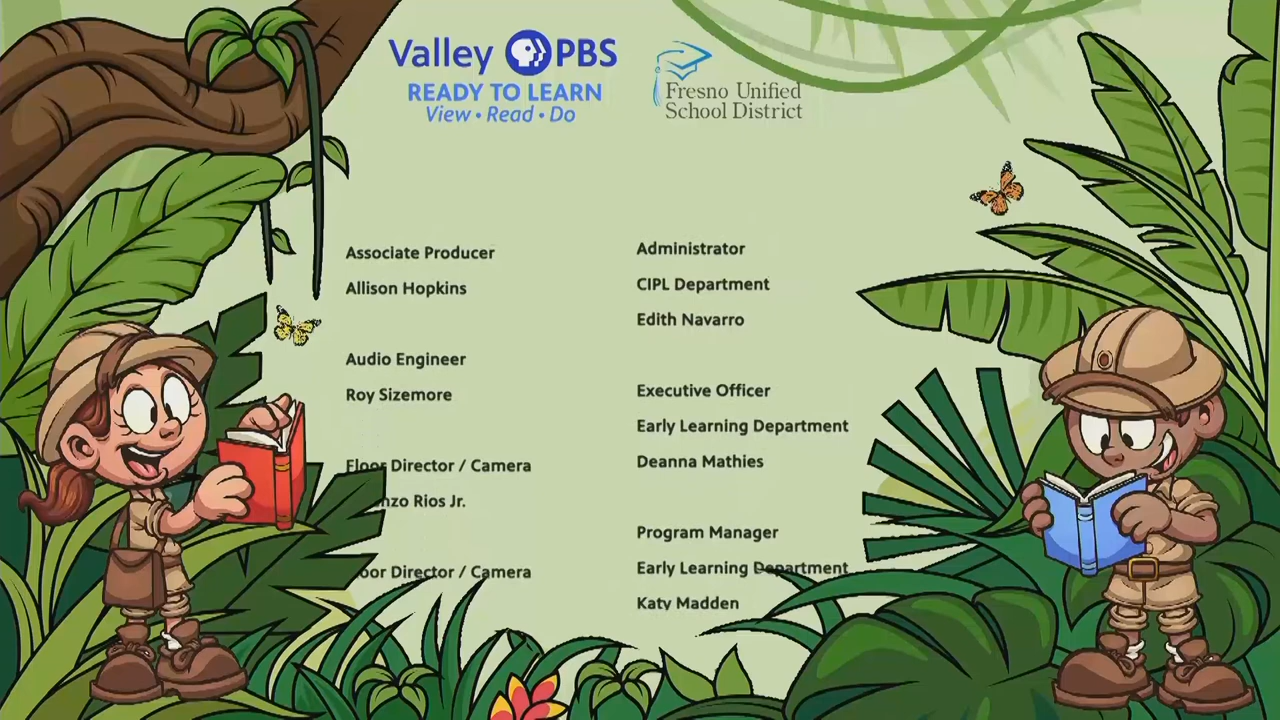 Valley PBS
READY TO LEARN
View • Read • Do
Fresno Unified
School District
Associate Producer
Allison Hopkins
Audio Engineer
Roy Sizemore
Floor Director / Camera
Rios Jr.
Floor Director / Camera
Administrator
CIPL Department
Edith Navarro
Executive Officer
Early Learning Department
Deanna Mathies
Program Manager
Early Learning Department
Katy Madden